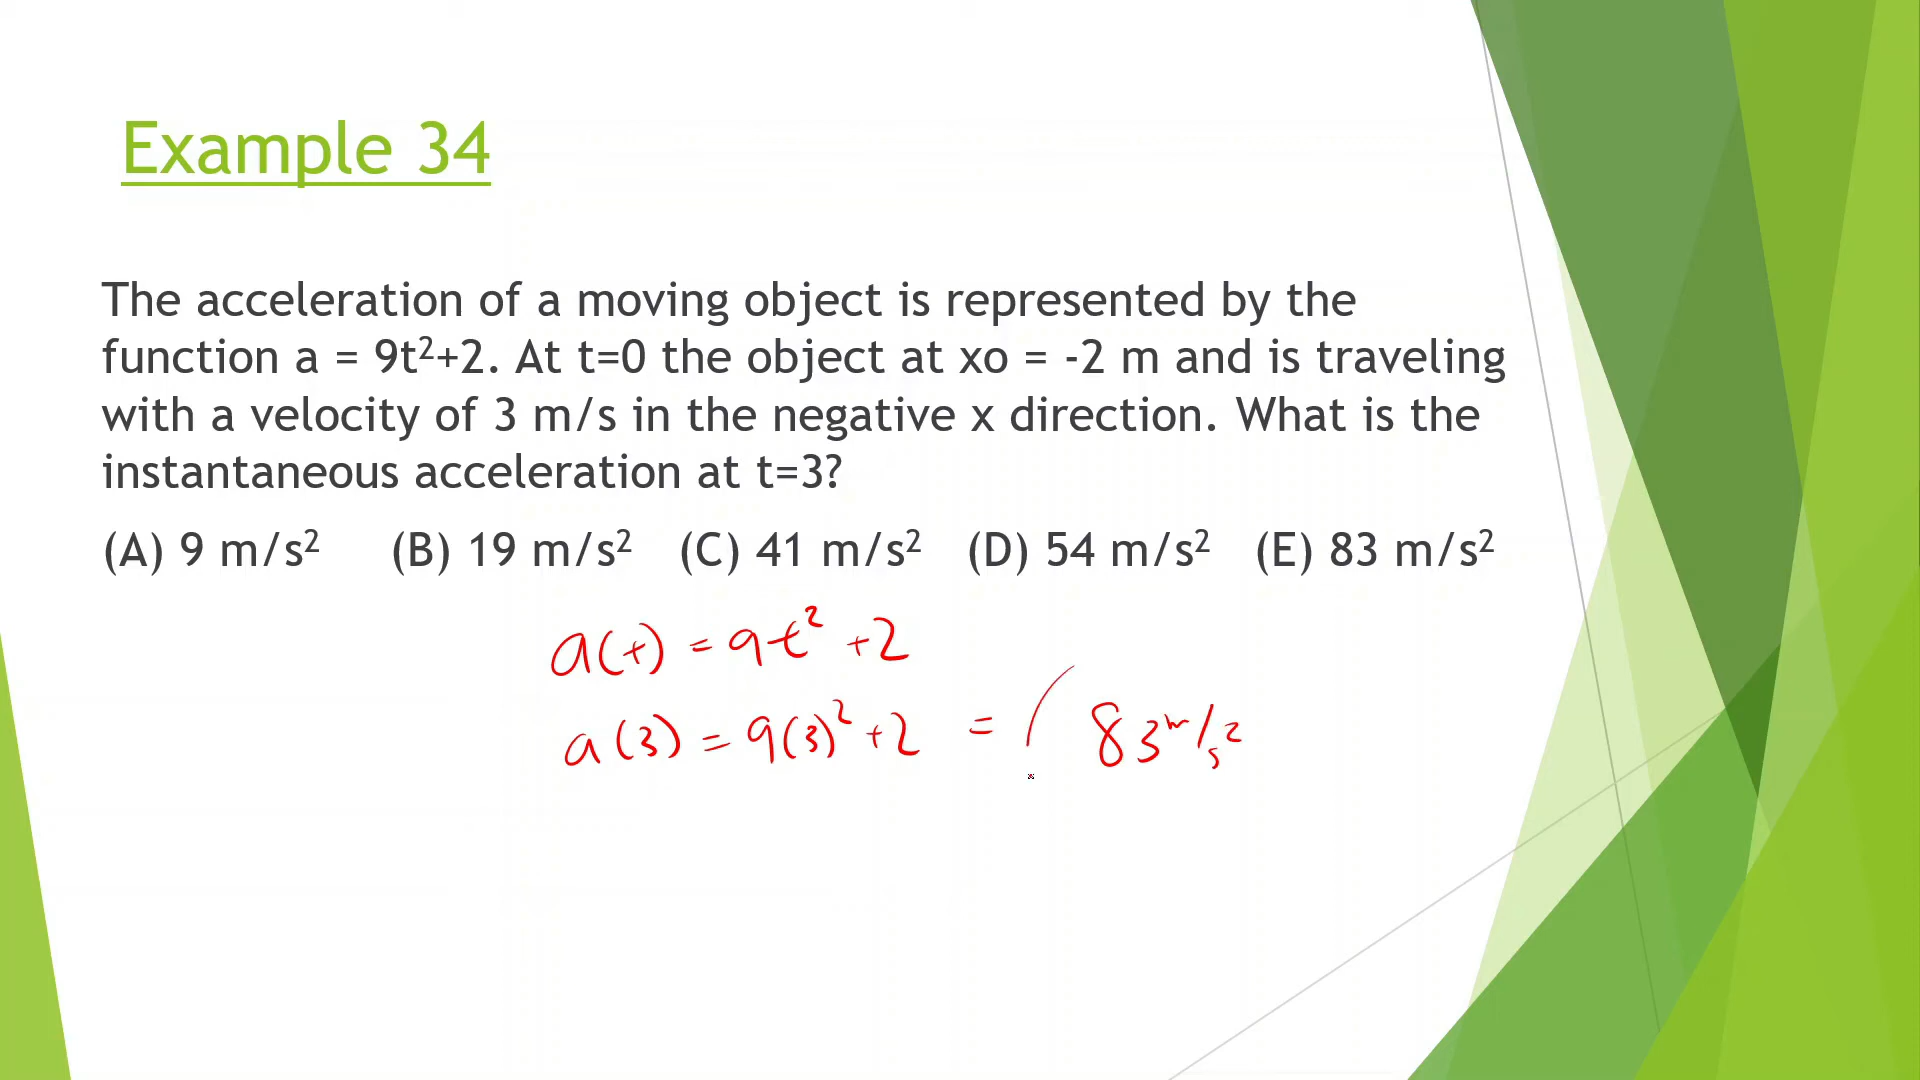 Example 34
The acceleration of a moving object is represented by the
function a = 9t²+2. At t=0 the object at xo = -2 m and is traveling
with a velocity of 3 m/s in the negative x direction. What is the
instantaneous acceleration at t=3?
(A) 9 m/s² (B) 19 m/s² (C) 41 m/s² (D) 54 m/s² (E) 83 m/s²
a(t) = 9t² +2
a(3) = 9(3)² +2 = ( 83 m/s²